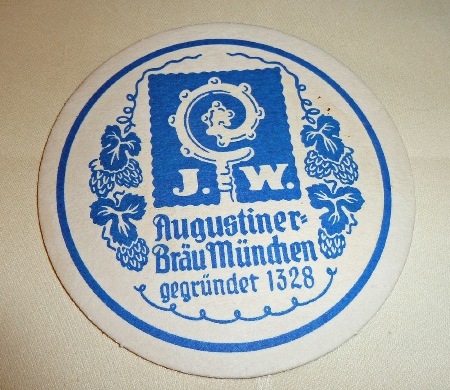 J. W.
Augustiner-
Bräu München
gegründet 1328